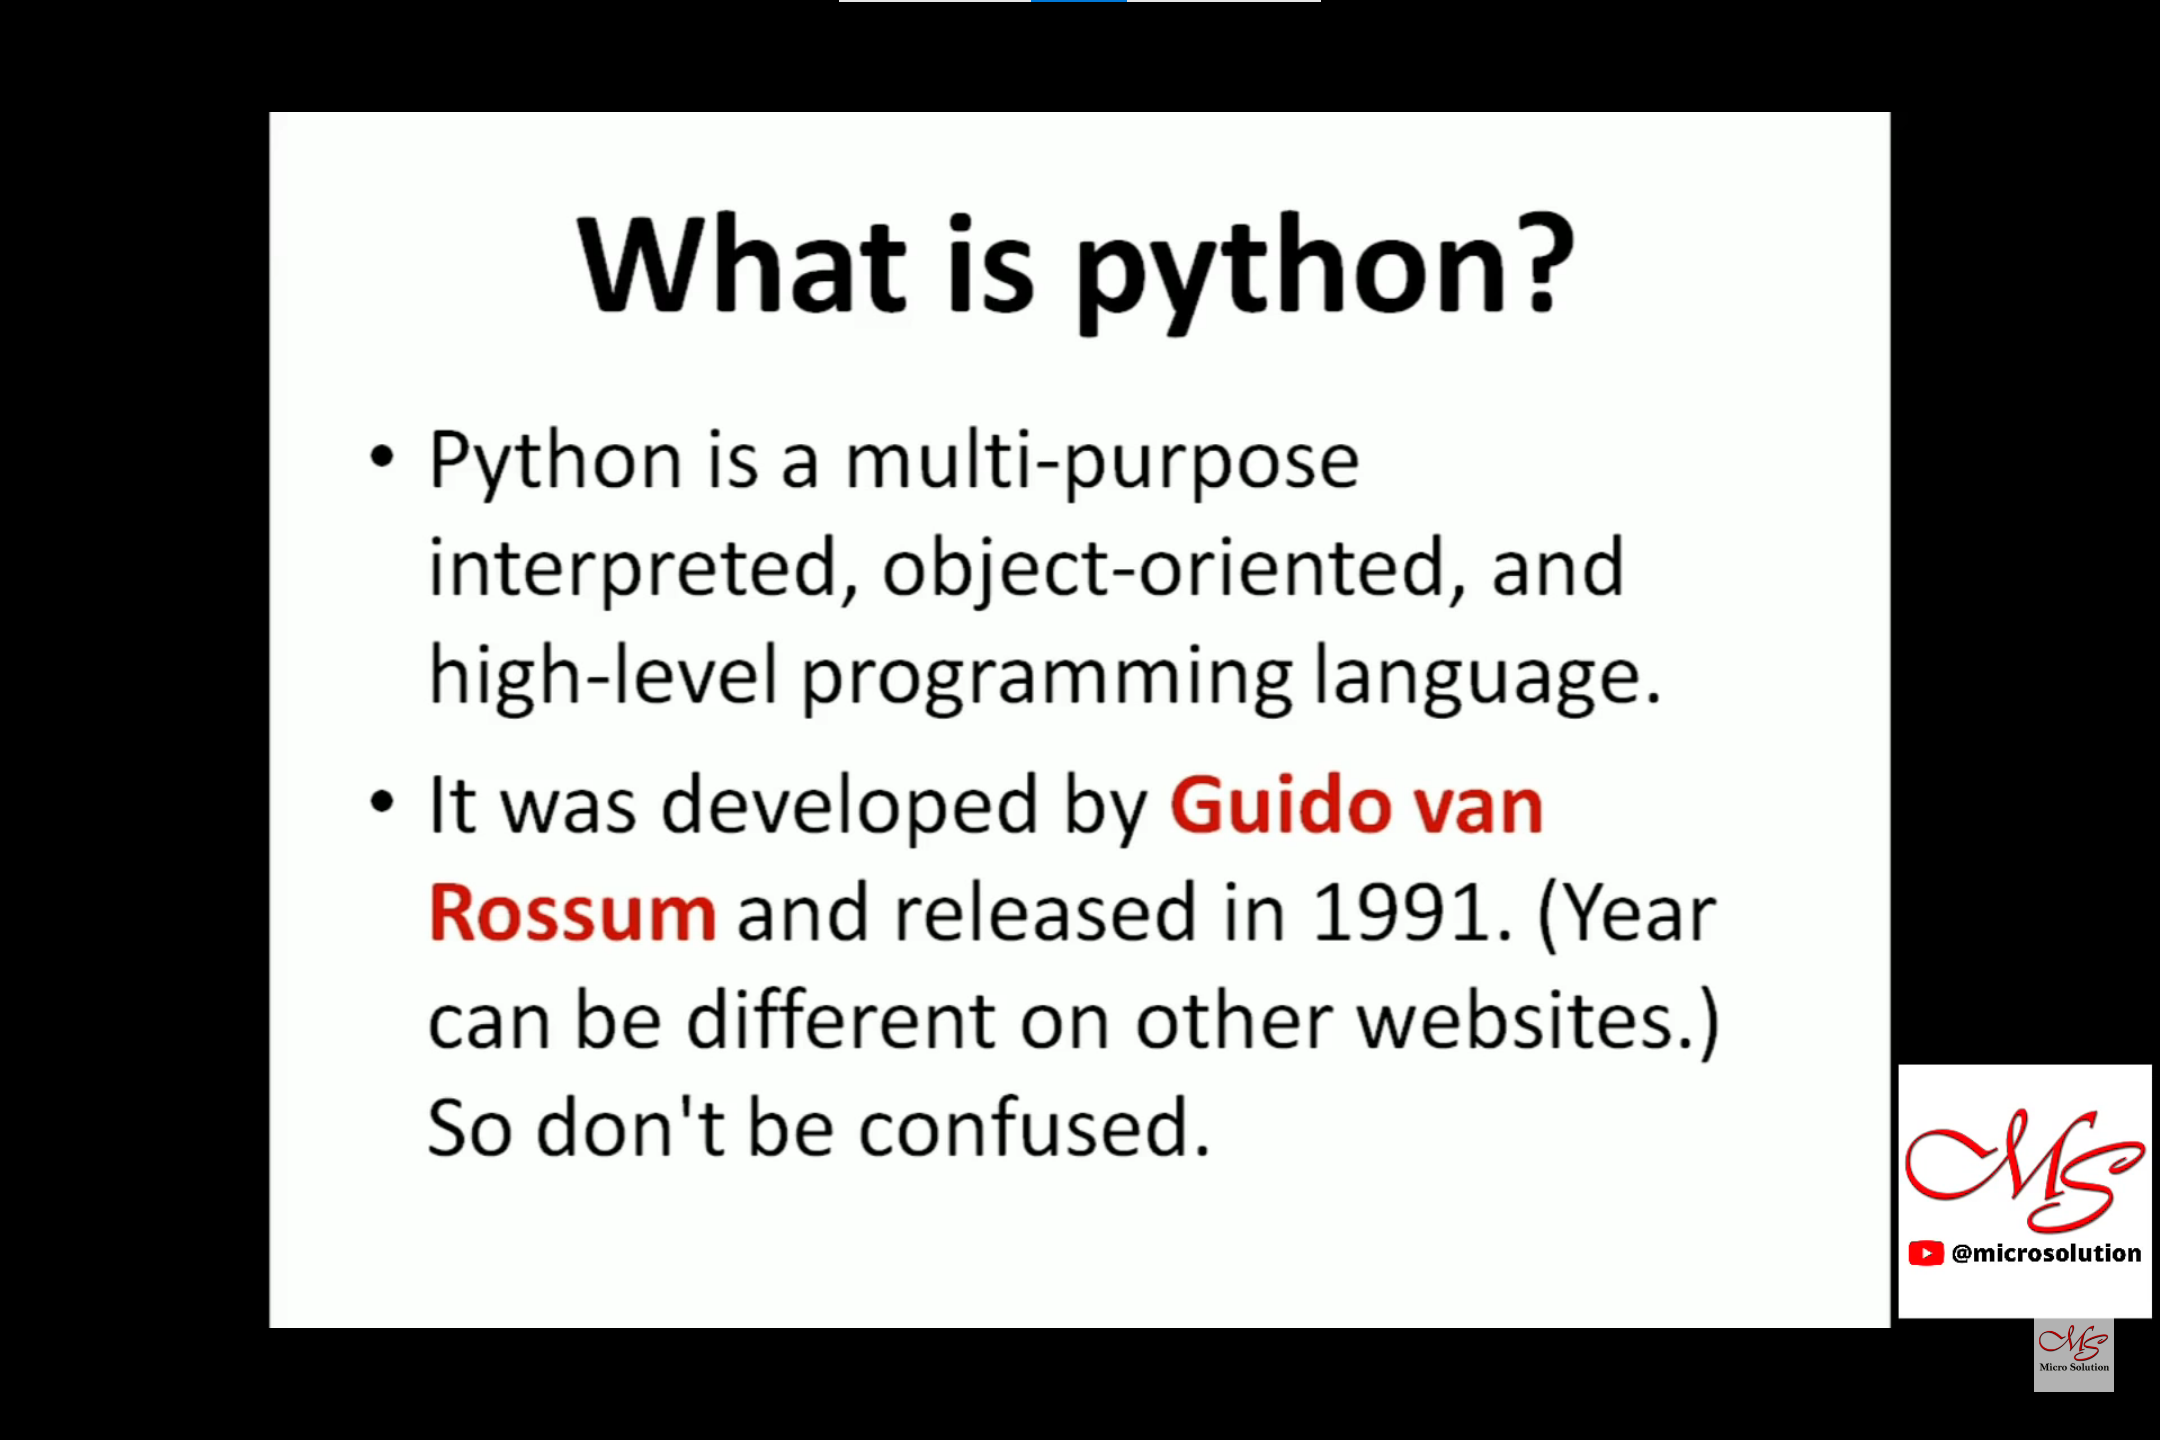 What is python?
• Python is a multi-purpose
interpreted, object-oriented, and
high-level programming language.
• It was developed by Guido van
Rossum and released in 1991. (Year
can be different on other websites.)
So don't be confused.
MS
@microsolution
MS
Micro Solution